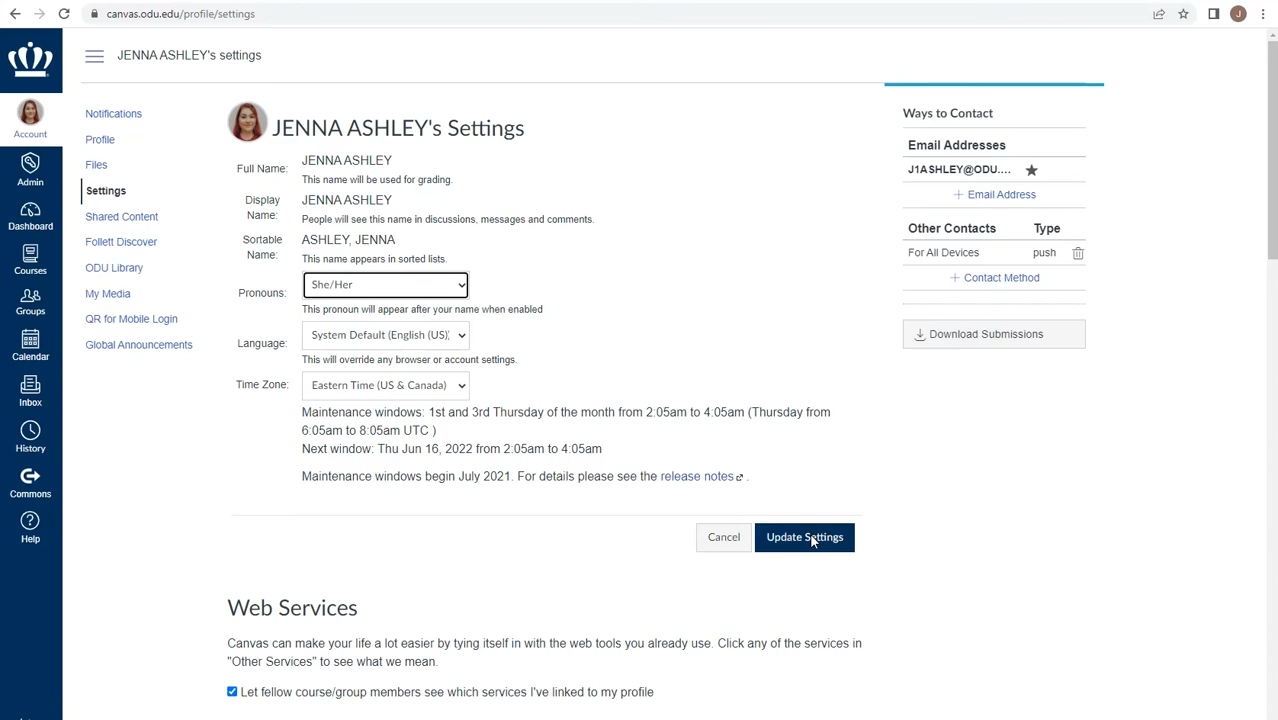 canvas.odu.edu/profile/settings
J
JENNA ASHLEY's settings
Account
Admin
Dashboard
Courses
Groups
Calendar
Inbox
History
Commons
Help
Notifications
Profile
Files
Settings
Shared Content
Follett Discover
ODU Library
My Media
QR for Mobile Login
Global Announcements
JENNA ASHLEY's Settings
Full Name: JENNA ASHLEY
This name will be used for grading.
Display Name: JENNA ASHLEY
People will see this name in discussions, messages and comments.
Sortable Name: ASHLEY, JENNA
This name appears in sorted lists.
Pronouns: She/Her
This pronoun will appear after your name when enabled
Language: System Default (English (US))
This will override any browser or account settings.
Time Zone: Eastern Time (US & Canada)
Maintenance windows: 1st and 3rd Thursday of the month from 2:05am to 4:05am (Thursday from
6:05am to 8:05am UTC )
Next window: Thu Jun 16, 2022 from 2:05am to 4:05am
Maintenance windows begin July 2021. For details please see the release notes .
Cancel
Update Settings
Web Services
Canvas can make your life a lot easier by tying itself in with the web tools you already use. Click any of the services in
"Other Services" to see what we mean.
Let fellow course/group members see which services I've linked to my profile
Ways to Contact
Email Addresses
J1ASHLEY@ODU....
+ Email Address
Other Contacts Type
For All Devices push
+ Contact Method
Download Submissions